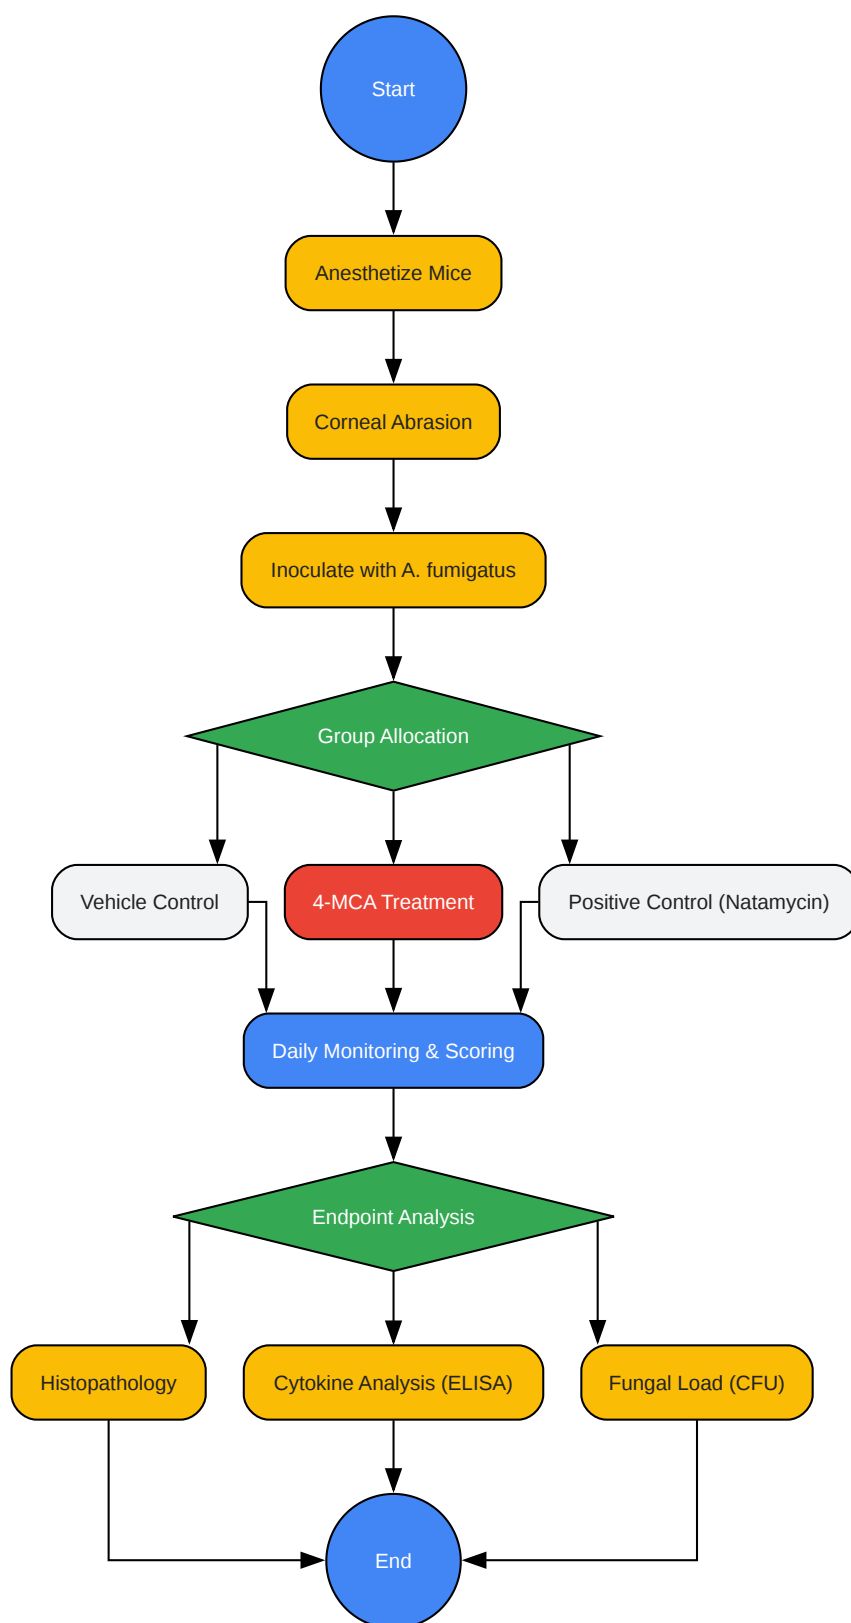 Start
Anesthetize Mice
Corneal Abrasion
Inoculate with A. fumigatus
Group Allocation
Vehicle Control
4-MCA Treatment
Positive Control (Natamycin)
Daily Monitoring & Scoring
Endpoint Analysis
Histopathology
Cytokine Analysis (ELISA)
Fungal Load (CFU)
End